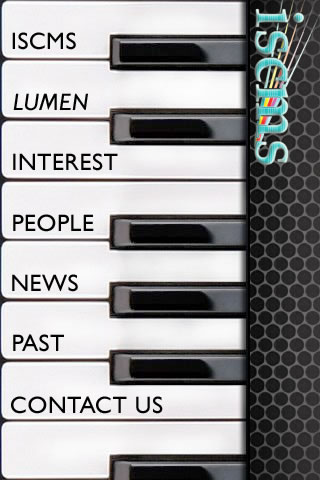 ISCMS
LUMEN
INTEREST
PEOPLE
NEWS
PAST
CONTACT US
iscms